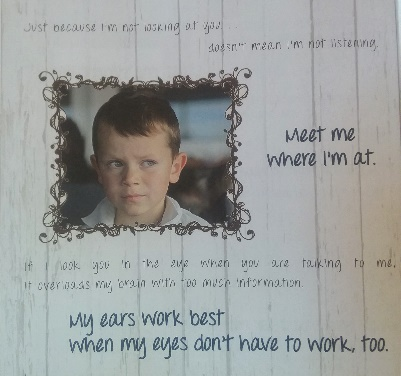 Just because I'm not looking at you
doesn't mean I'm not listening.
Meet me
where I'm at.
If I look you in the eye when you are talking to me,
it overloads my brain with too much information.
My ears work best
when my eyes don't have to work, too.